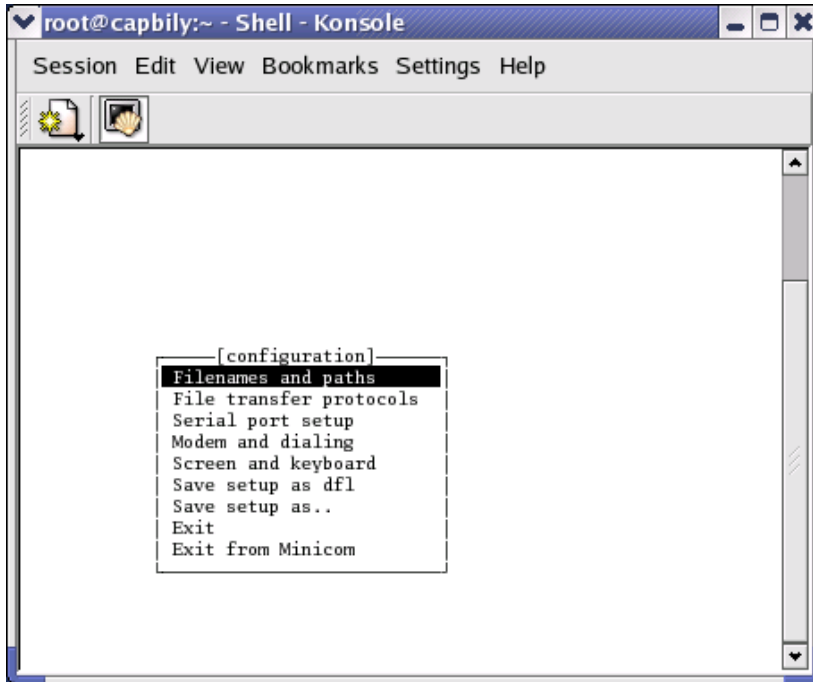 root@capbily:~ - Shell - Konsole
Session Edit View Bookmarks Settings Help
[configuration]
Filenames and paths
File transfer protocols
Serial port setup
Modem and dialing
Screen and keyboard
Save setup as dfl
Save setup as..
Exit
Exit from Minicom